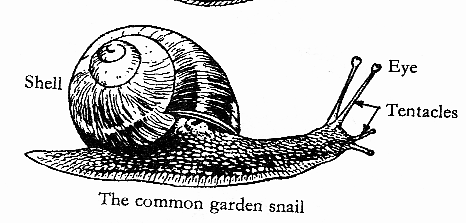 Shell
Eye
Tentacles
The common garden snail